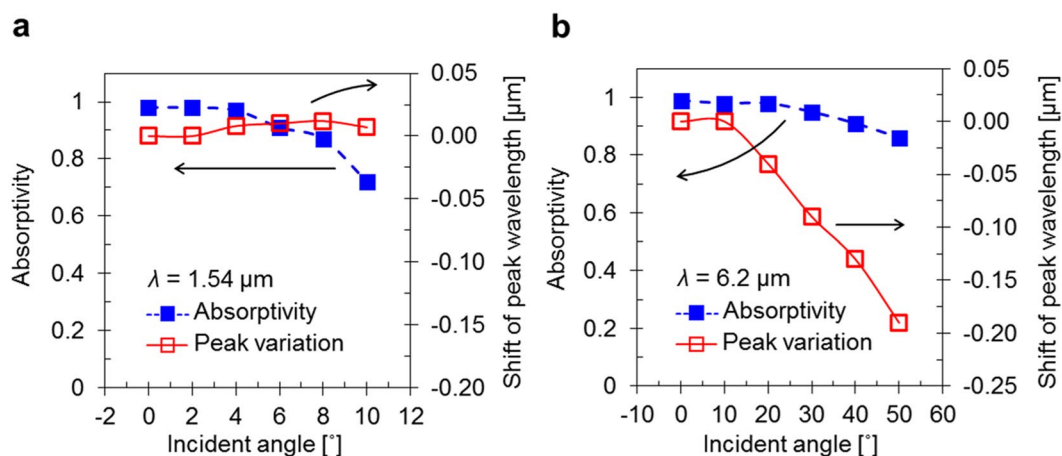 a
Absorptivity
1
0.8
0.6
0.4
0.2
0
0.05
0.00
-0.05
-0.10
-0.15
-0.20
Shift of peak wavelength [µm]
λ = 1.54 µm
Absorptivity
Peak variation
-2 0 2 4 6 8 10 12
Incident angle [˚]
b
Absorptivity
1
0.8
0.6
0.4
0.2
0
0.05
0.00
-0.05
-0.10
-0.15
-0.20
-0.25
Shift of peak wavelength [µm]
λ = 6.2 µm
Absorptivity
Peak variation
-10 0 10 20 30 40 50 60
Incident angle [˚]